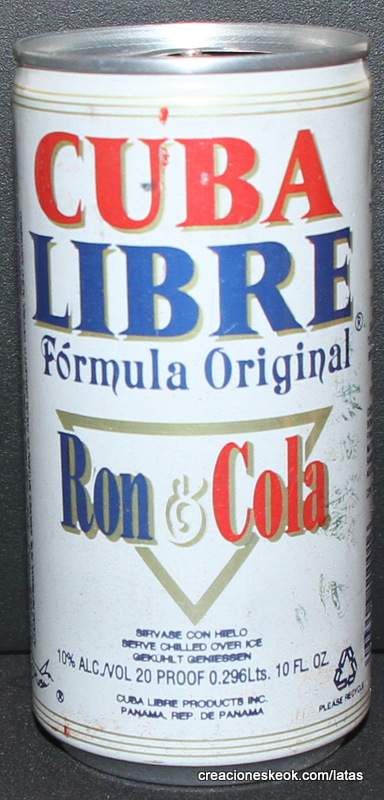 CUBA
LIBRE
®
Fórmula Original
Ron & Cola
SIRVASE CON HIELO
SERVE CHILLED OVER ICE
GEKUHLT GENIESSEN
10% ALC./VOL 20 PROOF 0.296Lts. 10 FL. OZ.
®
PLEASE RECYCLE
CUBA LIBRE PRODUCTS INC.
PANAMA, REP. DE PANAMA
creacioneskeok.com/latas